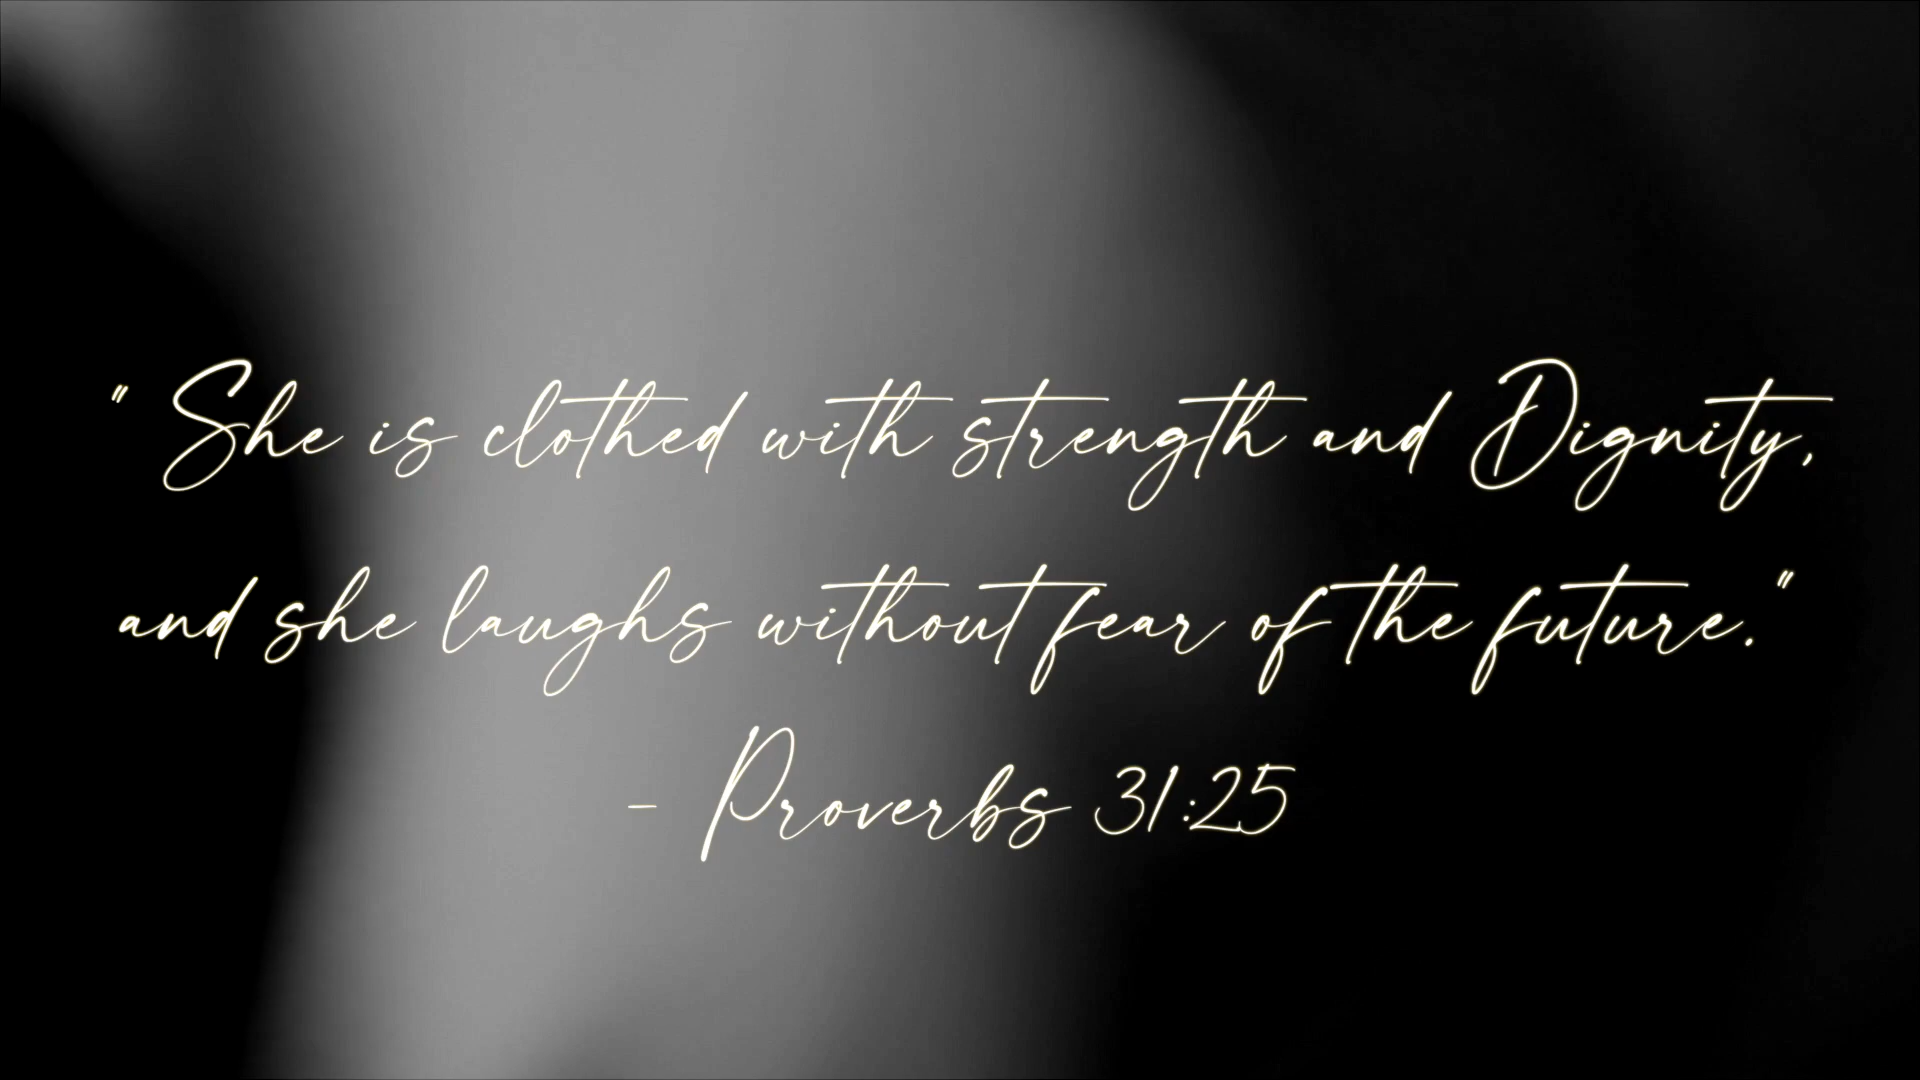 " She is clothed with strength and Dignity,
and she laughs without fear of the future."
- Proverbs 31:25